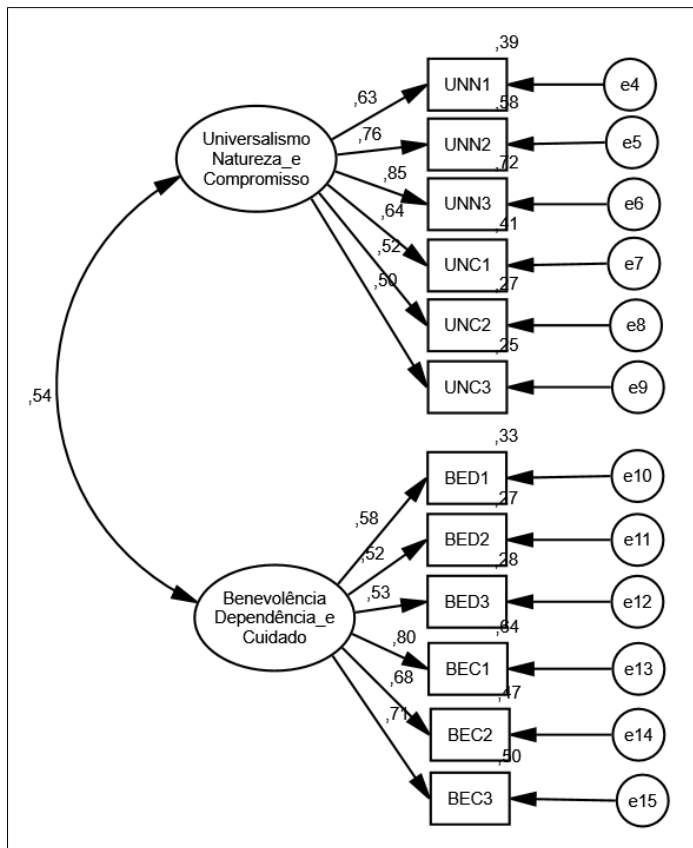 ,39
UNN1
e4
,63
,58
Universalismo
Natureza_e
Compromisso
,76
UNN2
e5
,72
,85
UNN3
e6
,64
,41
UNC1
e7
,52
,27
,50
UNC2
e8
,25
UNC3
e9
,54
,33
BED1
e10
,58
,27
BED2
e11
,52
,28
Benevolência
Dependência_e
Cuidado
,53
BED3
e12
,64
,80
BEC1
e13
,68
,47
,71
BEC2
e14
,50
BEC3
e15